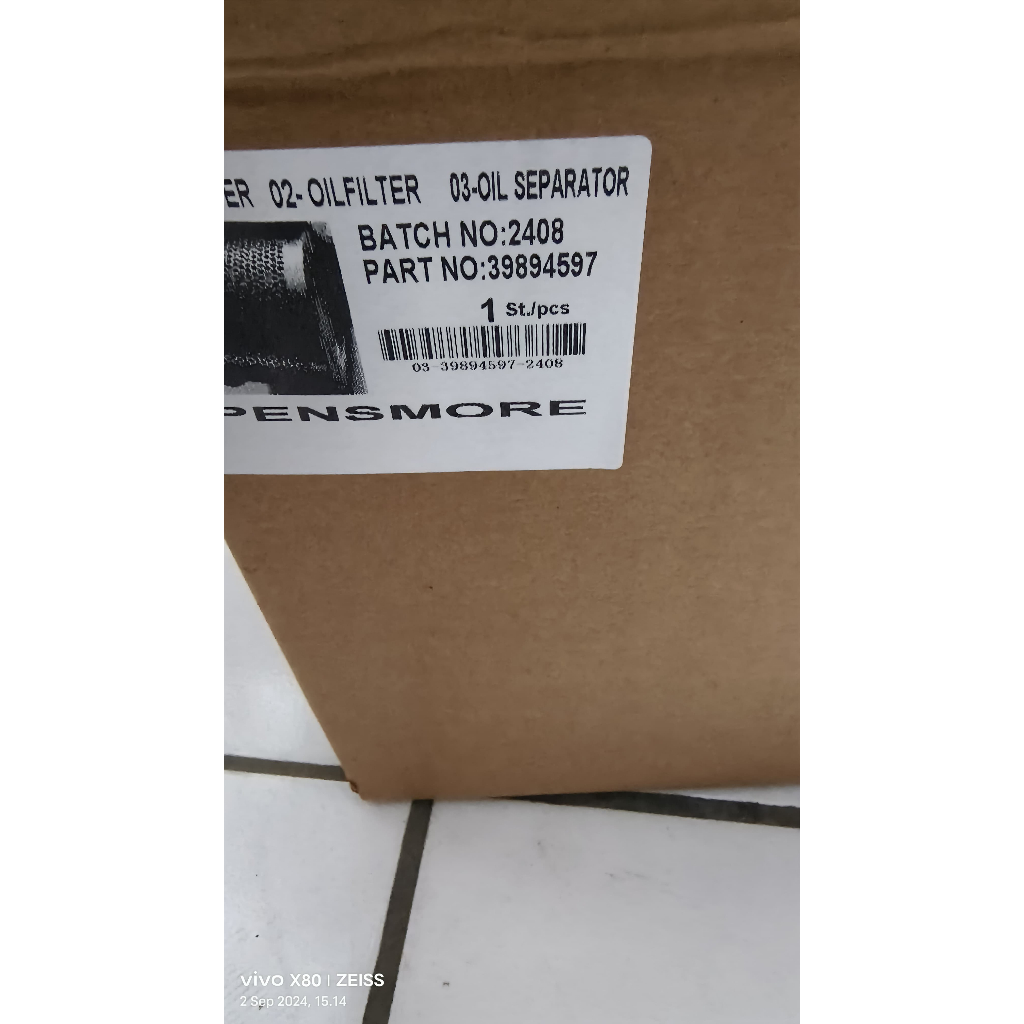 ER 02- OILFILTER 03-OIL SEPARATOR
BATCH NO:2408
PART NO:39894597
1 St./pcs
03-39894597-2408
PENSMORE
vivo X80 | ZEISS
2 Sep 2024, 15.14